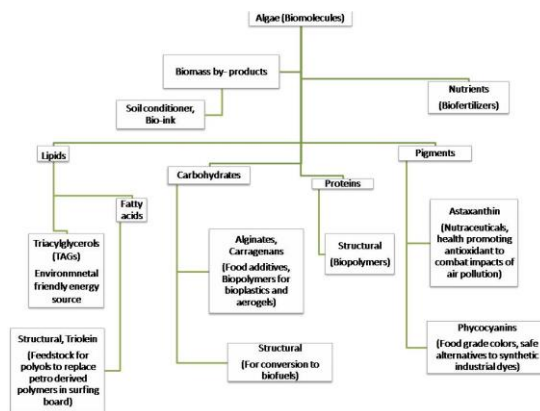 Algae (Biomolecules)
Biomass by- products
Nutrients
(Biofertilizers)
Soil conditioner,
Bio-ink
Lipids
Carbohydrates
Proteins
Pigments
Fatty
acids
Triacylglycerols
(TAGs)
Environmnetal
friendly energy
source
Alginates,
Carragenans
(Food additives,
Biopolymers for
bioplastics and
aerogels)
Structural
(Biopolymers)
Astaxanthin
(Nutraceuticals,
health promoting
antioxidant to
combat impacts of
air pollution)
Structural, Triolein
(Feedstock for
polyols to replace
petro derived
polymers in surfing
board)
Structural
(For conversion to
biofuels)
Phycocyanins
(Food grade colors, safe
alternatives to synthetic
industrial dyes)